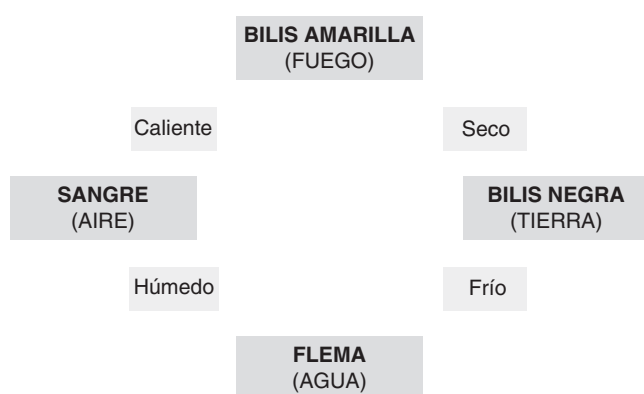 BILIS AMARILLA
(FUEGO)
Caliente
Seco
SANGRE
(AIRE)
BILIS NEGRA
(TIERRA)
Húmedo
Frío
FLEMA
(AGUA)